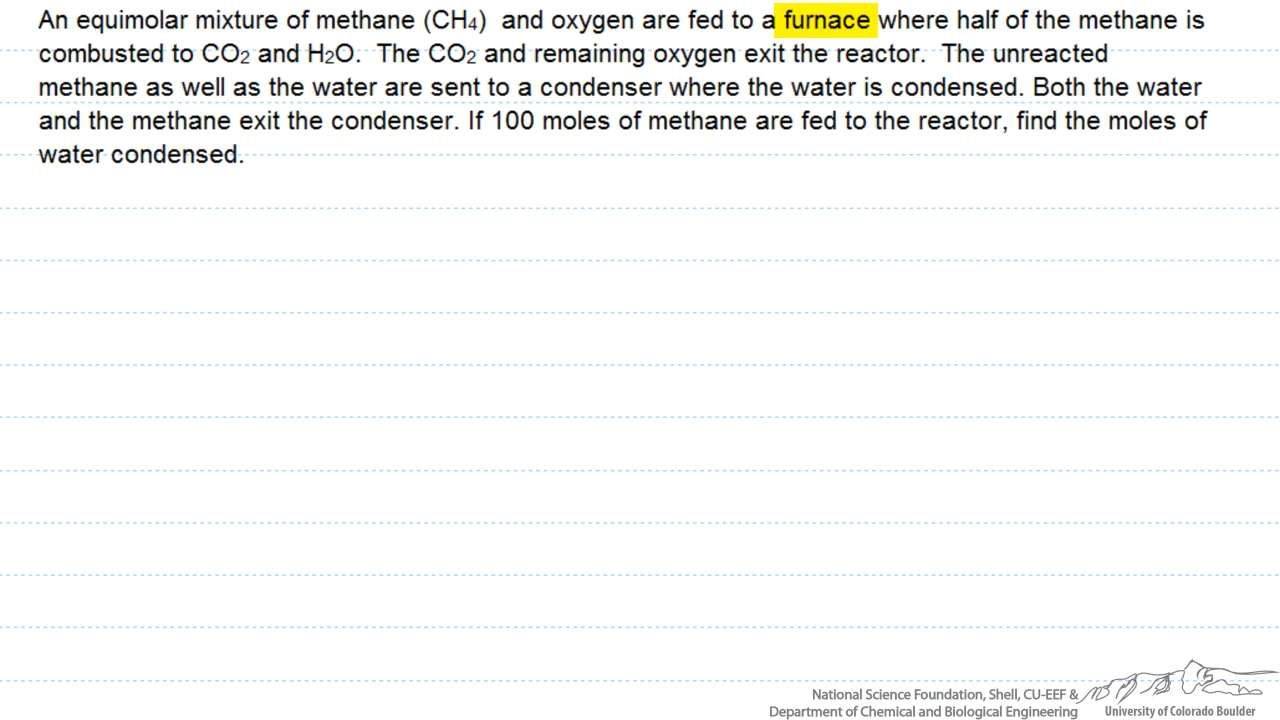 An equimolar mixture of methane (CH4)  and oxygen are fed to a furnace where half of the methane is
combusted to CO2 and H2O.  The CO2 and remaining oxygen exit the reactor.  The unreacted
methane as well as the water are sent to a condenser where the water is condensed. Both the water
and the methane exit the condenser. If 100 moles of methane are fed to the reactor, find the moles of
water condensed.
National Science Foundation, Shell, CU-EEF &
Department of Chemical and Biological Engineering
University of Colorado Boulder